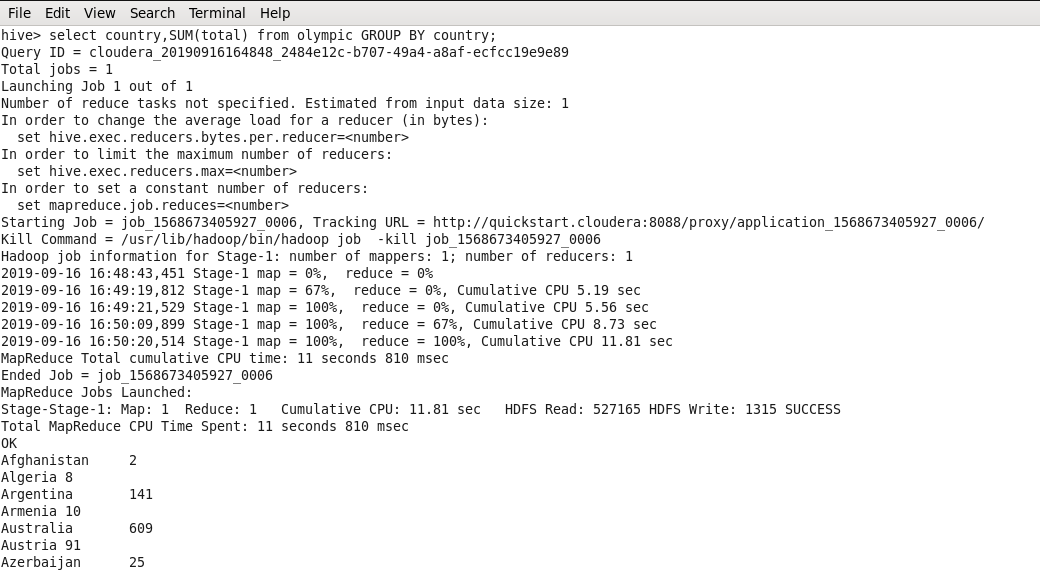 File Edit View Search Terminal Help
hive> select country,SUM(total) from olympic GROUP BY country;
Query ID = cloudera_20190916164848_2484e12c-b707-49a4-a8af-ecfcc19e9e89
Total jobs = 1
Launching Job 1 out of 1
Number of reduce tasks not specified. Estimated from input data size: 1
In order to change the average load for a reducer (in bytes):
  set hive.exec.reducers.bytes.per.reducer=<number>
In order to limit the maximum number of reducers:
  set hive.exec.reducers.max=<number>
In order to set a constant number of reducers:
  set mapreduce.job.reduces=<number>
Starting Job = job_1568673405927_0006, Tracking URL = http://quickstart.cloudera:8088/proxy/application_1568673405927_0006/
Kill Command = /usr/lib/hadoop/bin/hadoop job  -kill job_1568673405927_0006
Hadoop job information for Stage-1: number of mappers: 1; number of reducers: 1
2019-09-16 16:48:43,451 Stage-1 map = 0%,  reduce = 0%
2019-09-16 16:49:19,812 Stage-1 map = 67%,  reduce = 0%, Cumulative CPU 5.19 sec
2019-09-16 16:49:21,529 Stage-1 map = 100%,  reduce = 0%, Cumulative CPU 5.56 sec
2019-09-16 16:50:09,899 Stage-1 map = 100%,  reduce = 67%, Cumulative CPU 8.73 sec
2019-09-16 16:50:20,514 Stage-1 map = 100%,  reduce = 100%, Cumulative CPU 11.81 sec
MapReduce Total cumulative CPU time: 11 seconds 810 msec
Ended Job = job_1568673405927_0006
MapReduce Jobs Launched:
Stage-Stage-1: Map: 1  Reduce: 1   Cumulative CPU: 11.81 sec   HDFS Read: 527165 HDFS Write: 1315 SUCCESS
Total MapReduce CPU Time Spent: 11 seconds 810 msec
OK
Afghanistan     2
Algeria 8
Argentina       141
Armenia 10
Australia       609
Austria 91
Azerbaijan      25